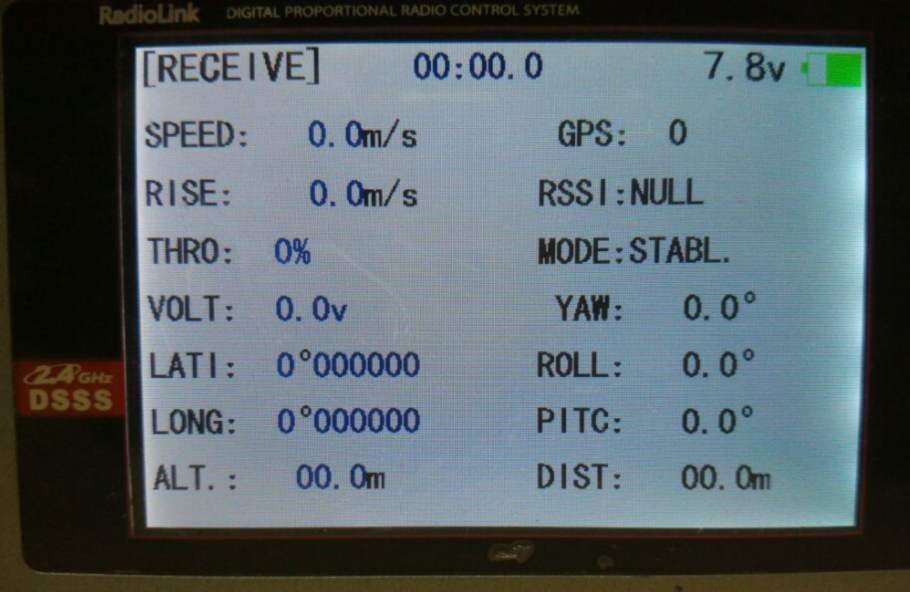 RadioLink DIGITAL PROPORTIONAL RADIO CONTROL SYSTEM
[RECEIVE] 00:00.0 7.8v
SPEED: 0.0m/s GPS: 0
RISE: 0.0m/s RSSI:NULL
THRO: 0% MODE:STABL.
VOLT: 0.0v YAW: 0.0°
LATI: 0°000000 ROLL: 0.0°
2.4GHz
DSSS
LONG: 0°000000 PITC: 0.0°
ALT.: 00.0m DIST: 00.0m